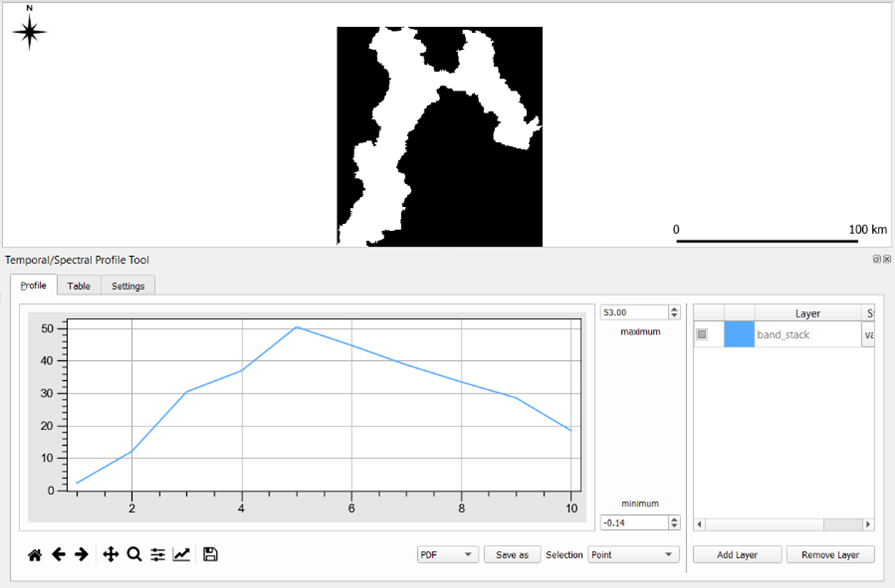 N
0 100 km
Temporal/Spectral Profile Tool
Profile Table Settings
53.00
maximum
minimum
-0.14
Layer
band_stack
50
40
30
20
10
0
2 4 6 8 10
PDF Save as Selection Point Add Layer Remove Layer